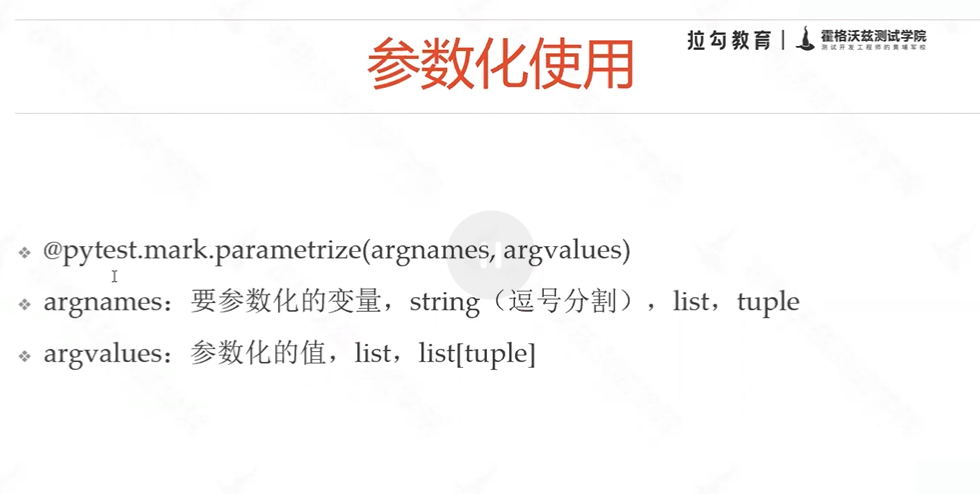 拉勾教育 | 霍格沃兹测试学院
测试开发工程师的黄埔军校
参数化使用
@pytest.mark.parametrize(argnames, argvalues)
argnames：要参数化的变量，string（逗号分割），list，tuple
argvalues：参数化的值，list，list[tuple]